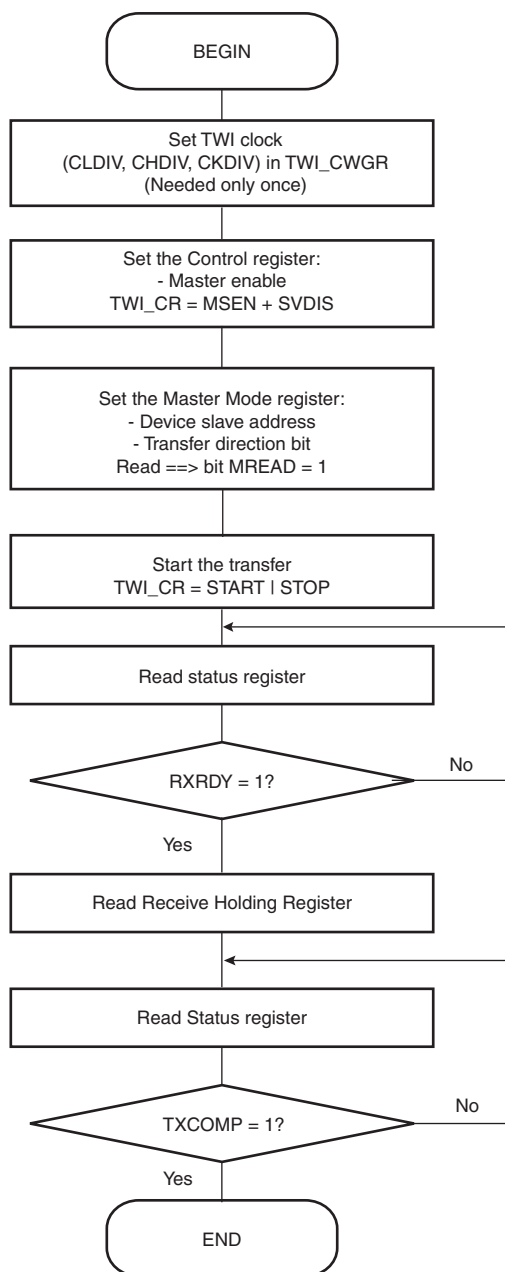 BEGIN
Set TWI clock
(CLDIV, CHDIV, CKDIV) in TWI_CWGR
(Needed only once)
Set the Control register:
- Master enable
TWI_CR = MSEN + SVDIS
Set the Master Mode register:
- Device slave address
- Transfer direction bit
Read ==> bit MREAD = 1
Start the transfer
TWI_CR = START | STOP
Read status register
RXRDY = 1?
No
Yes
Read Receive Holding Register
Read Status register
TXCOMP = 1?
No
Yes
END